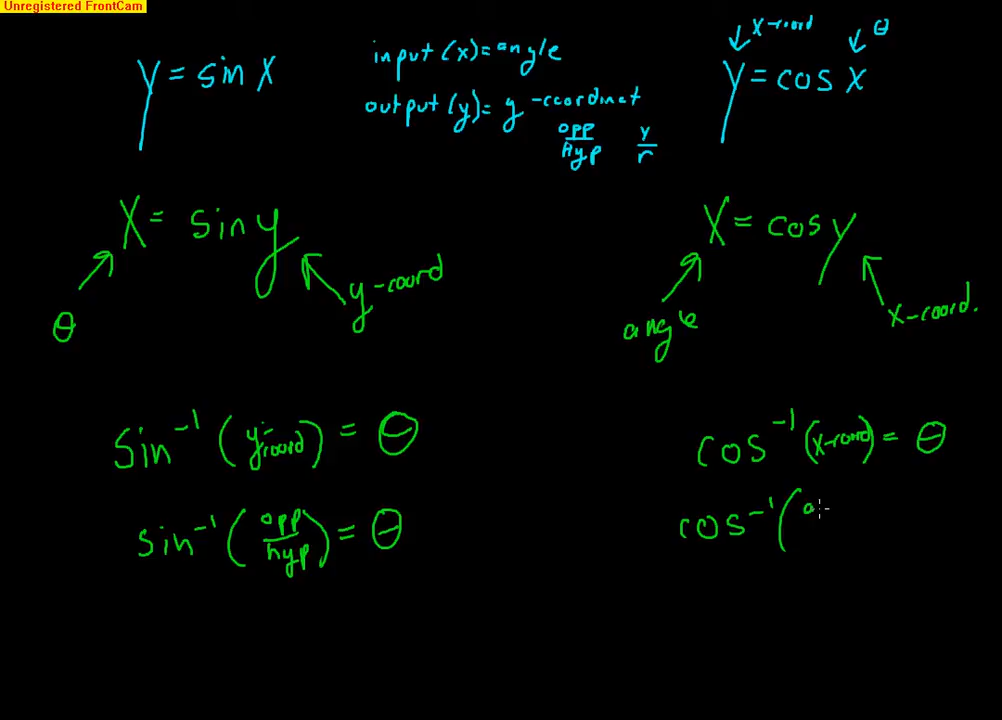 Unregistered FrontCam
y = sin x
input (x) = angle
output (y) = y-coordinat
opp
Hyp
y
r
x-coord
θ
y = cos x
x = sin y
θ
y-coord
x = cos y
angle
x-coord.
sin⁻¹ (y-coord) = θ
cos⁻¹ (x-coord) = θ
sin⁻¹ (opp/hyp) = θ
cos⁻¹ (a